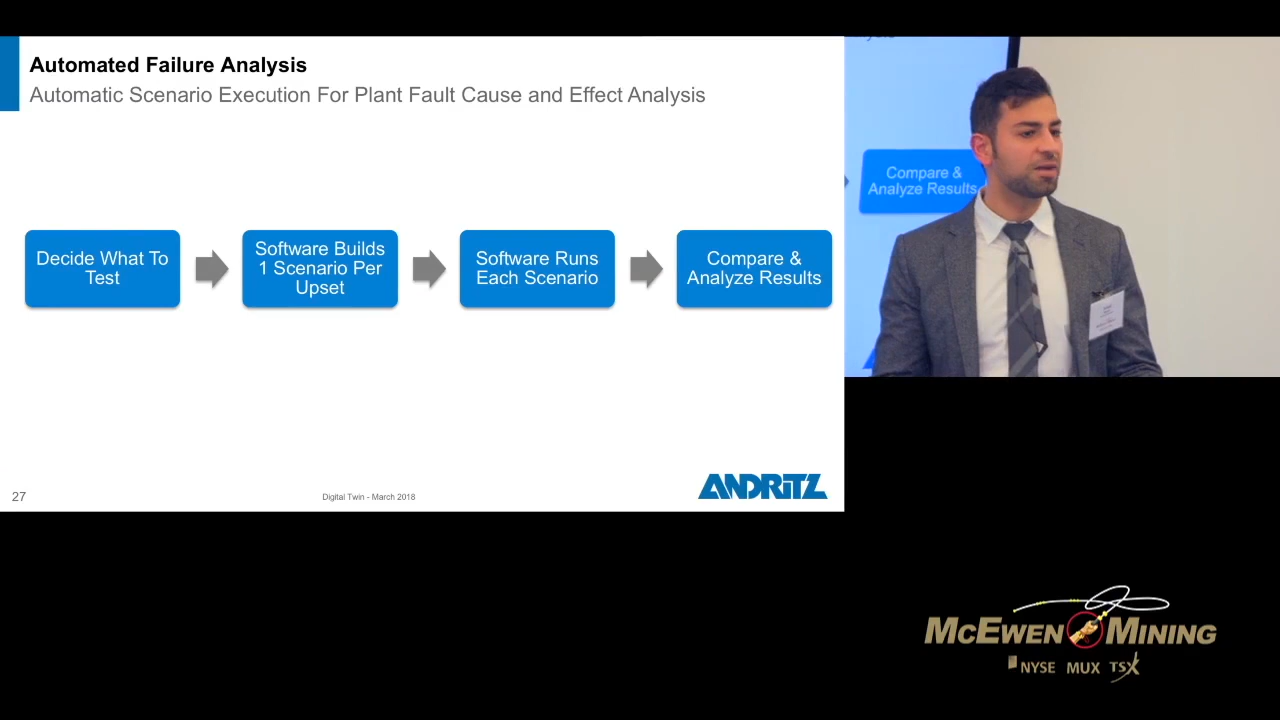 Automated Failure Analysis
Automatic Scenario Execution For Plant Fault Cause and Effect Analysis
Decide What To
Test
Software Builds
1 Scenario Per
Upset
Software Runs
Each Scenario
Compare &
Analyze Results
27
Digital Twin - March 2018
ANDRITZ
Compare &
Analyze Results
MCEWEN MINING
NYSE MUX TSX